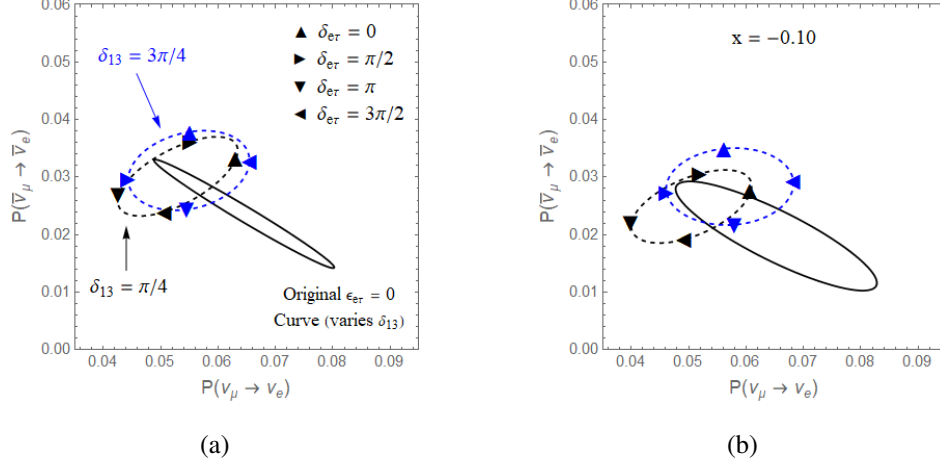 0.06
0.05
0.04
0.03
0.02
0.01
0.00
P(ν̅μ → ν̅e)
δ13 = 3π/4
▲ δeτ = 0
► δeτ = π/2
▼ δeτ = π
◄ δeτ = 3π/2
δ13 = π/4
Original ϵeτ = 0
Curve (varies δ13)
0.04 0.05 0.06 0.07 0.08 0.09
P(νμ → νe)
(a)
0.06
0.05
0.04
0.03
0.02
0.01
0.00
P(ν̅μ → ν̅e)
x = −0.10
0.04 0.05 0.06 0.07 0.08 0.09
P(νμ → νe)
(b)